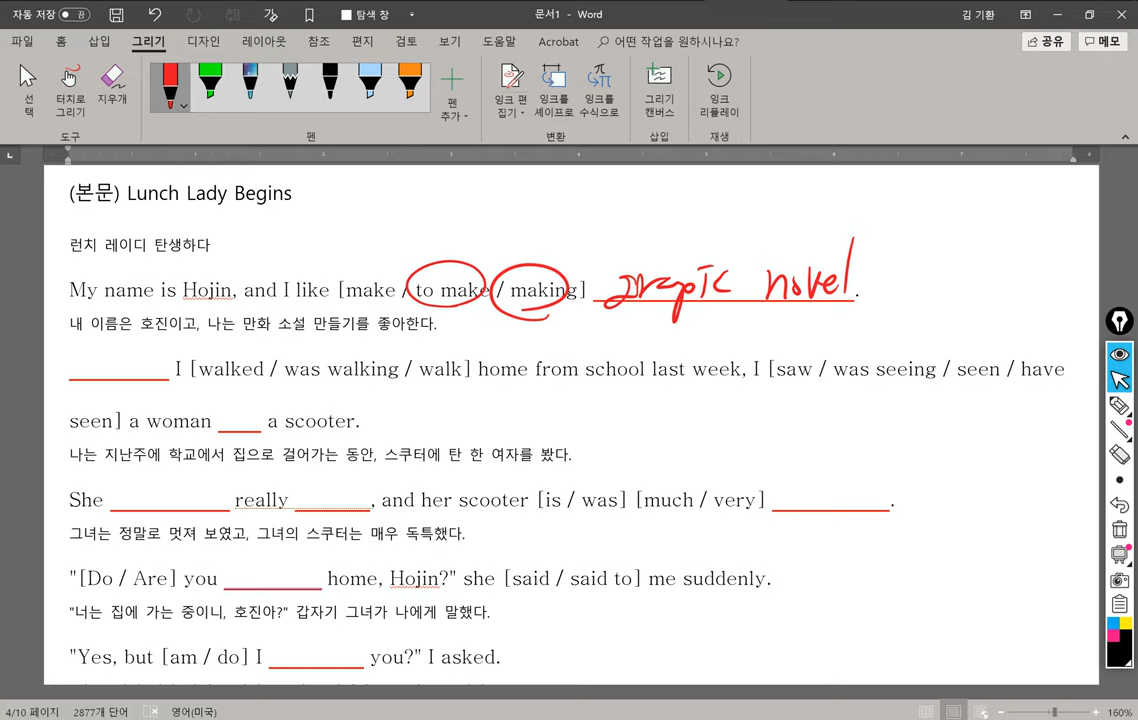 자동 저장 끔 탐색 창 문서1 - Word 김 기환
파일 홈 삽입 그리기 디자인 레이아웃 참조 편지 검토 보기 도움말 Acrobat 어떤 작업을 원하시나요? 공유 메모
선택 터치로 그리기 지우개 펜 추가 잉크 편집기 잉크를 셰이프로 잉크를 수식으로 그리기 캔버스 잉크 리플레이
도구 펜 변환 삽입 재생
(본문) Lunch Lady Begins
런치 레이디 탄생하다
My name is Hojin, and I like [make / to make / making] grapic novel.
내 이름은 호진이고, 나는 만화 소설 만들기를 좋아한다.
I [walked / was walking / walk] home from school last week, I [saw / was seeing / seen / have
seen] a woman ____ a scooter.
나는 지난주에 학교에서 집으로 걸어가는 동안, 스쿠터에 탄 한 여자를 봤다.
She ____ really ____, and her scooter [is / was] [much / very] ____.
그녀는 정말로 멋져 보였고, 그녀의 스쿠터는 매우 독특했다.
"[Do / Are] you ____ home, Hojin?" she [said / said to] me suddenly.
"너는 집에 가는 중이니, 호진아?" 갑자기 그녀가 나에게 말했다.
"Yes, but [am / do] I ____ you?" I asked.
4/10 페이지 2877개 단어 영어(미국) 160%